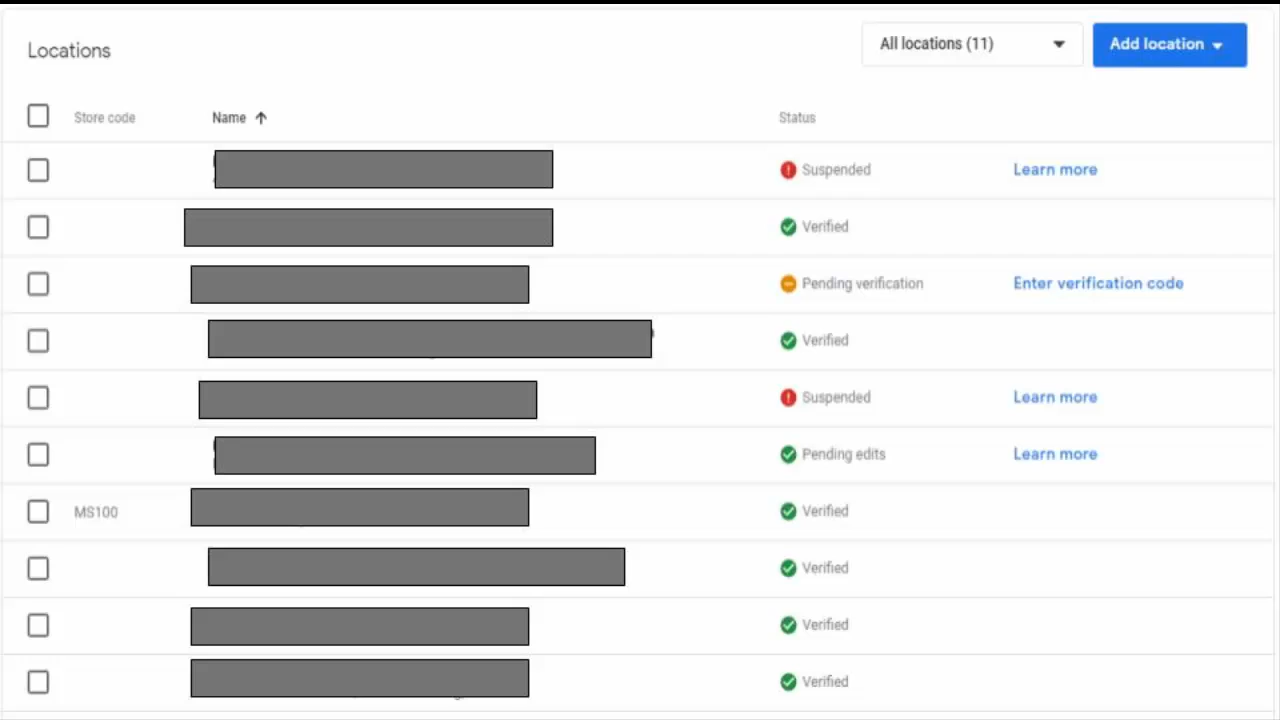 Locations
All locations (11)
Add location
Store code Name Status
Suspended Learn more
Verified
Pending verification Enter verification code
Verified
Suspended Learn more
Pending edits Learn more
MS100 Verified
Verified
Verified
Verified